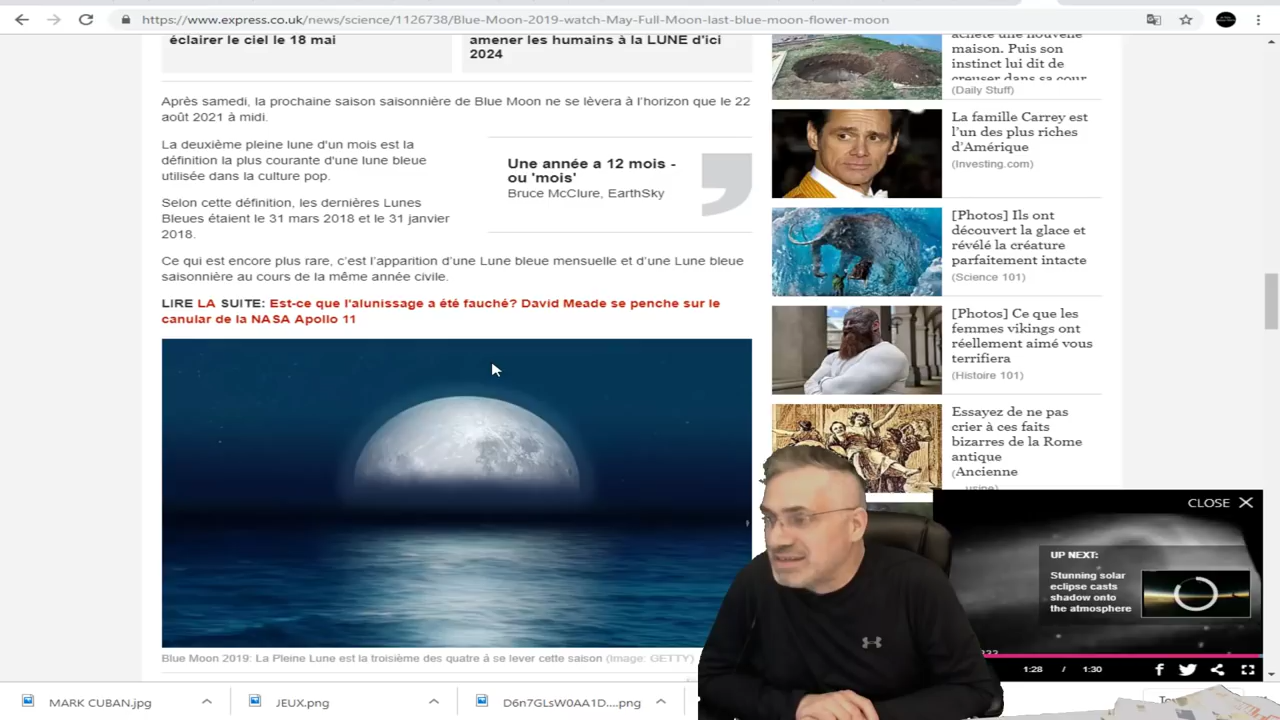 https://www.express.co.uk/news/science/1126738/Blue-Moon-2019-watch-May-Full-Moon-last-blue-moon-flower-moon
éclairer le ciel le 18 mai
amener les humains à la LUNE d'ici
2024
Après samedi, la prochaine saison saisonnière de Blue Moon ne se lèvera à l'horizon que le 22
août 2021 à midi.
La deuxième pleine lune d'un mois est la
définition la plus courante d'une lune bleue
utilisée dans la culture pop.
Selon cette définition, les dernières Lunes
Bleues étaient le 31 mars 2018 et le 31 janvier
2018.
Une année a 12 mois -
ou 'mois'
Bruce McClure, EarthSky
Ce qui est encore plus rare, c'est l'apparition d'une Lune bleue mensuelle et d'une Lune bleue
saisonnière au cours de la même année civile.
LIRE LA SUITE: Est-ce que l'alunissage a été fauché? David Meade se penche sur le
canular de la NASA Apollo 11
Blue Moon 2019: La Pleine Lune est la troisième des quatre à se lever cette saison (Image: GETTY)
maison. Puis son
instinct lui dit de
creuser dans sa cour
(Daily Stuff)
La famille Carrey est
l'un des plus riches
d'Amérique
(Investing.com)
[Photos] Ils ont
découvert la glace et
révélé la créature
parfaitement intacte
(Science 101)
[Photos] Ce que les
femmes vikings ont
réellement aimé vous
terrifiera
(Histoire 101)
Essayez de ne pas
crier à ces faits
bizarres de la Rome
antique
(Ancienne
CLOSE
UP NEXT:
Stunning solar
eclipse casts
shadow onto
the atmosphere
1:28 / 1:30
MARK CUBAN.jpg
JEUX.png
D6n7GLsW0AA1D....png